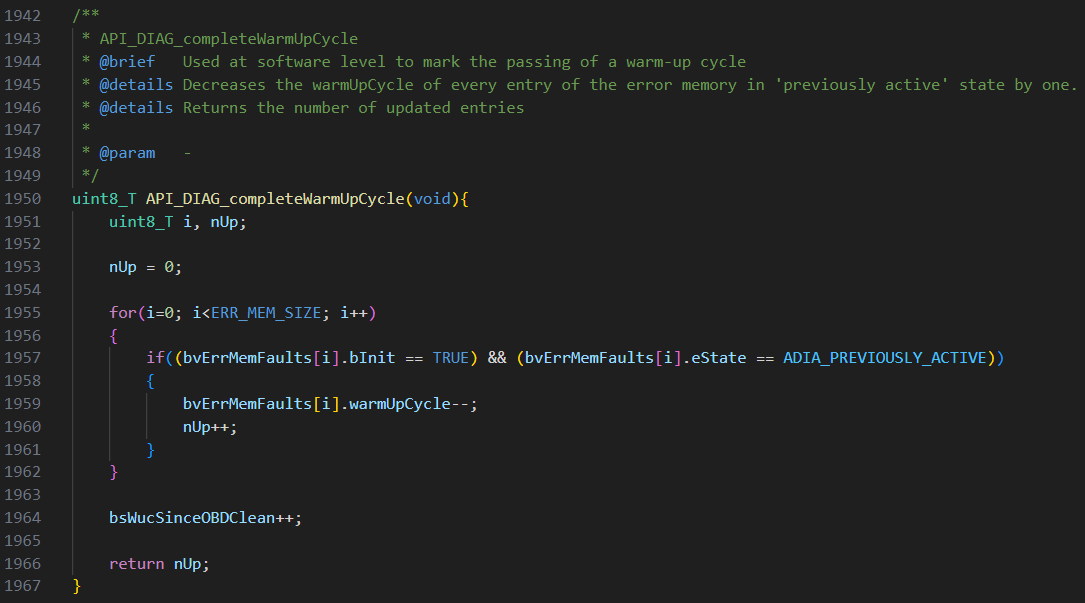 1942 /**
1943  * API_DIAG_completeWarmUpCycle
1944  * @brief   Used at software level to mark the passing of a warm-up cycle
1945  * @details Decreases the warmUpCycle of every entry of the error memory in 'previously active' state by one.
1946  * @details Returns the number of updated entries
1947  *
1948  * @param   -
1949  */
1950 uint8_T API_DIAG_completeWarmUpCycle(void){
1951     uint8_T i, nUp;
1952
1953     nUp = 0;
1954
1955     for(i=0; i<ERR_MEM_SIZE; i++)
1956     {
1957         if((bvErrMemFaults[i].bInit == TRUE) && (bvErrMemFaults[i].eState == ADIA_PREVIOUSLY_ACTIVE))
1958         {
1959             bvErrMemFaults[i].warmUpCycle--;
1960             nUp++;
1961         }
1962     }
1963
1964     bsWucSinceOBDClean++;
1965
1966     return nUp;
1967 }